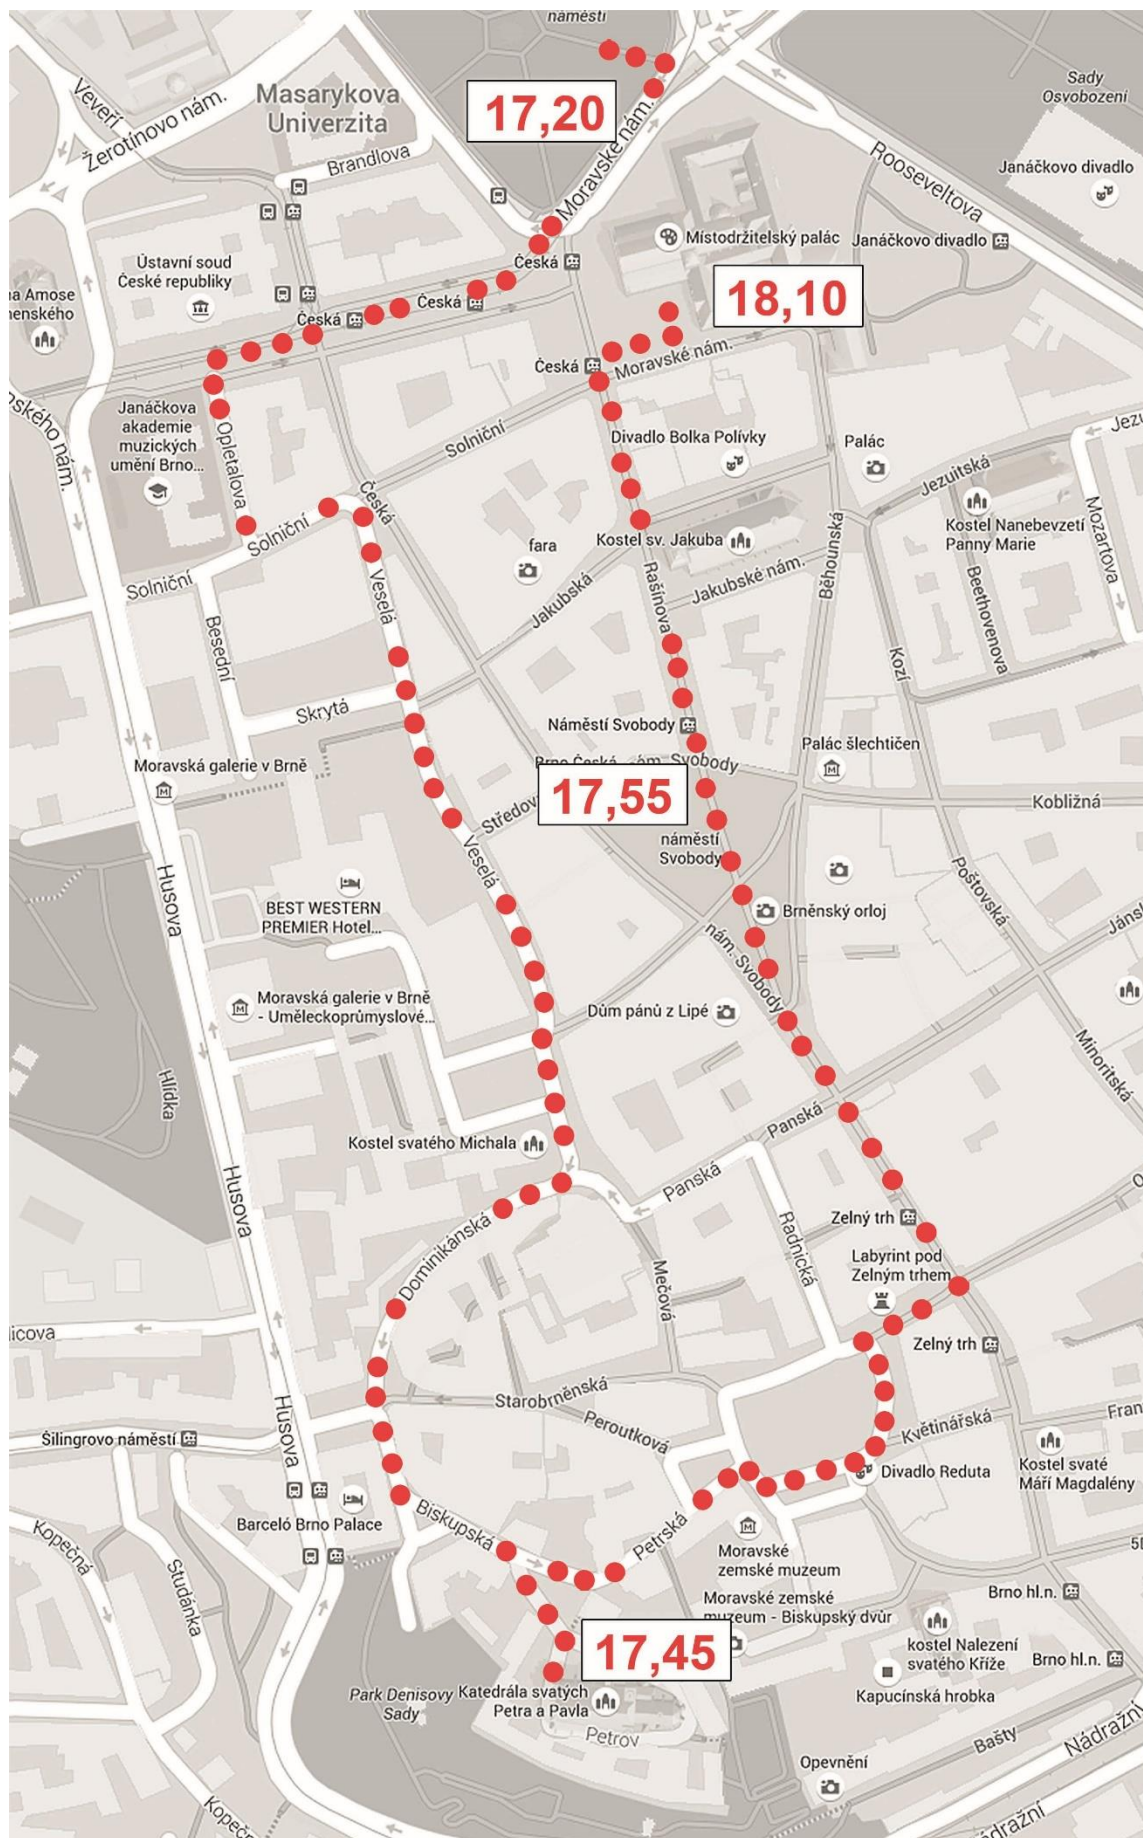 náměstí
Veveří
Žerotínovo nám.
Masarykova
Univerzita
Brandlova
17,20
Moravské nám.
Sady
Osvobození
Rooseveltova
Janáčkovo divadlo
Místodržitelský palác
Janáčkovo divadlo
Ústavní soud
České republiky
Česká
Česká
Česká
18,10
na Amose
menského
Česká
Moravské nám.
Janáčkova
akademie
muzických
umění Brno...
Opletalova
Solniční
Divadlo Bolka Polívky
Palác
Jezuitská
Kostel Nanebevzetí
Panny Marie
Mozartova
Česká
Solniční
Solniční
Veselá
fara
Kostel sv. Jakuba
Jakubská
Rašínova
Jakubské nám.
Běhounská
Beethovenova
Kozí
Besední
Skrytá
Moravská galerie v Brně
Náměstí Svobody
Palác šlechtičen
nám. Svobody
17,55
Kobližná
Veselá
náměstí
Svobody
Husova
BEST WESTERN
PREMIER Hotel...
Brněnský orloj
Poštovská
nám. Svobody
Moravská galerie v Brně
- Uměleckoprůmyslové...
Dům pánů z Lipé
Minoritská
Hlídka
Kostel svatého Michala
Panská
Panská
Husova
Dominikánská
Radnická
Zelný trh
Mečová
Labyrint pod
Zelným trhem
Zelný trh
Starobrněnská
Husova
Šilingrovo náměstí
Peroutková
Květinářská
Divadlo Reduta
Kostel svaté
Máří Magdalény
Barceló Brno Palace
Biskupská
Petrská
Moravské
zemské muzeum
Kopečná
Studánka
Moravské zemské
muzeum - Biskupský dvůr
Brno hl.n.
17,45
kostel Nalezení
svatého Kříže
Brno hl.n.
Kapucínská hrobka
Park Denisovy
Sady
Katedrála svatých
Petra a Pavla
Petrov
Bašty
Nádražní
Opevnění